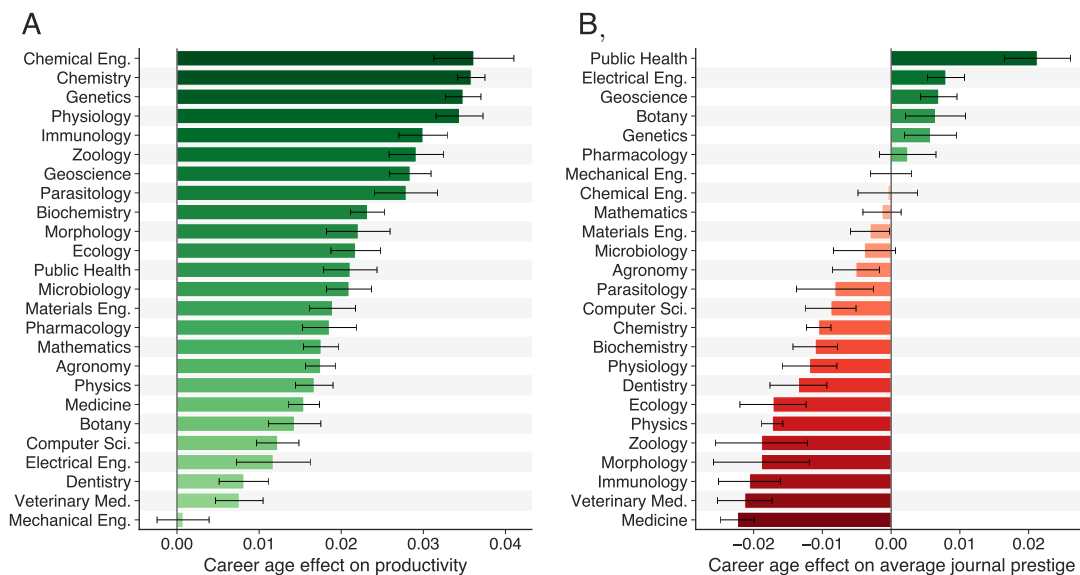 A
Chemical Eng.
Chemistry
Genetics
Physiology
Immunology
Zoology
Geoscience
Parasitology
Biochemistry
Morphology
Ecology
Public Health
Microbiology
Materials Eng.
Pharmacology
Mathematics
Agronomy
Physics
Medicine
Botany
Computer Sci.
Electrical Eng.
Dentistry
Veterinary Med.
Mechanical Eng.
0.00 0.01 0.02 0.03 0.04
Career age effect on productivity
B,
Public Health
Electrical Eng.
Geoscience
Botany
Genetics
Pharmacology
Mechanical Eng.
Chemical Eng.
Mathematics
Materials Eng.
Microbiology
Agronomy
Parasitology
Computer Sci.
Chemistry
Biochemistry
Physiology
Dentistry
Ecology
Physics
Zoology
Morphology
Immunology
Veterinary Med.
Medicine
−0.02 −0.01 0.00 0.01 0.02
Career age effect on average journal prestige